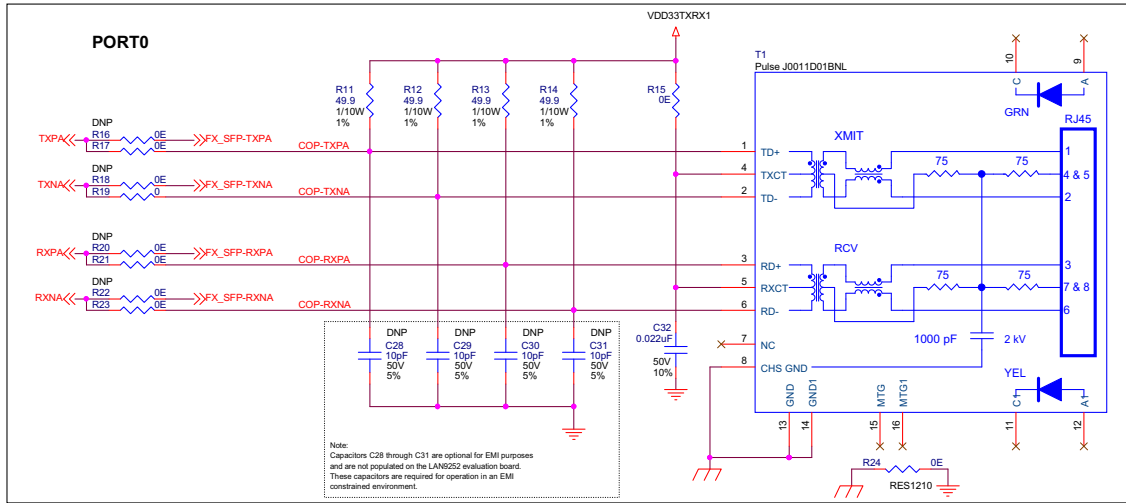 PORT0
VDD33TXRX1
T1
Pulse J0011D01BNL
R11
49.9
1/10W
1%
R12
49.9
1/10W
1%
R13
49.9
1/10W
1%
R14
49.9
1/10W
1%
R15
0E
10
9
C
A
GRN
RJ45
DNP
TXPA
R16
0E
FX_SFP-TXPA
R17
0E
COP-TXPA
1
TD+
XMIT
75
75
1
4
TXCT
4 & 5
DNP
TXNA
R18
0E
FX_SFP-TXNA
R19
0
COP-TXNA
2
TD-
2
DNP
RXPA
R20
0E
FX_SFP-RXPA
R21
0E
COP-RXPA
3
RD+
RCV
75
75
3
5
RXCT
7 & 8
DNP
RXNA
R22
0E
FX_SFP-RXNA
R23
0E
COP-RXNA
6
RD-
6
DNP
C28
10pF
50V
5%
DNP
C29
10pF
50V
5%
DNP
C30
10pF
50V
5%
DNP
C31
10pF
50V
5%
C32
0.022uF
50V
10%
7
NC
8
CHS GND
1000 pF
2 kV
YEL
GND
GND1
MTG
MTG1
C1
A1
13
14
15
16
11
12
R24
0E
RES1210
Note:
Capacitors C28 through C31 are optional for EMI purposes
and are not populated on the LAN9252 evaluation board.
These capacitors are required for operation in an EMI
constrained environment.